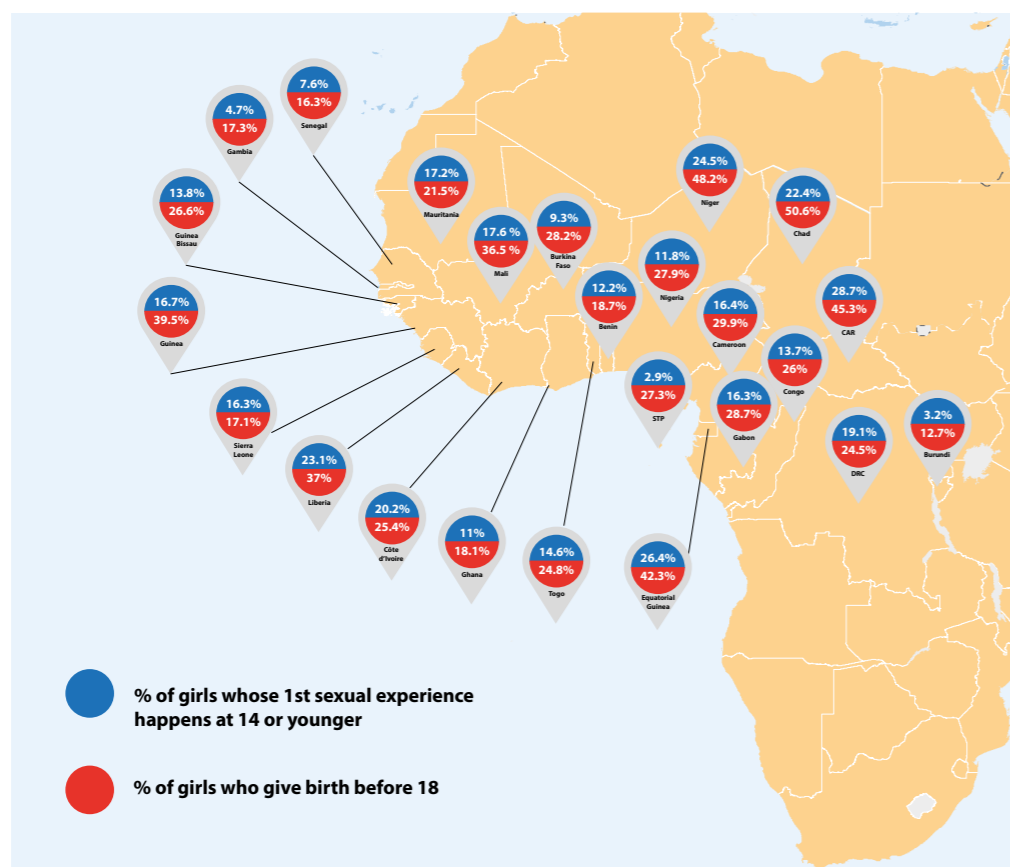 7.6%
16.3%
Senegal
4.7%
17.3%
Gambia
13.8%
26.6%
Guinea
Bissau
16.7%
39.5%
Guinea
17.2%
21.5%
Mauritania
17.6 %
36.5 %
Mali
9.3%
28.2%
Burkina
Faso
24.5%
48.2%
Niger
22.4%
50.6%
Chad
12.2%
18.7%
Benin
11.8%
27.9%
Nigeria
16.4%
29.9%
Cameroon
28.7%
45.3%
CAR
13.7%
26%
Congo
2.9%
27.3%
STP
16.3%
28.7%
Gabon
19.1%
24.5%
DRC
3.2%
12.7%
Burundi
16.3%
17.1%
Sierra
Leone
23.1%
37%
Liberia
20.2%
25.4%
Côte
d'Ivoire
11%
18.1%
Ghana
14.6%
24.8%
Togo
26.4%
42.3%
Equatorial
Guinea
% of girls whose 1st sexual experience
happens at 14 or younger
% of girls who give birth before 18